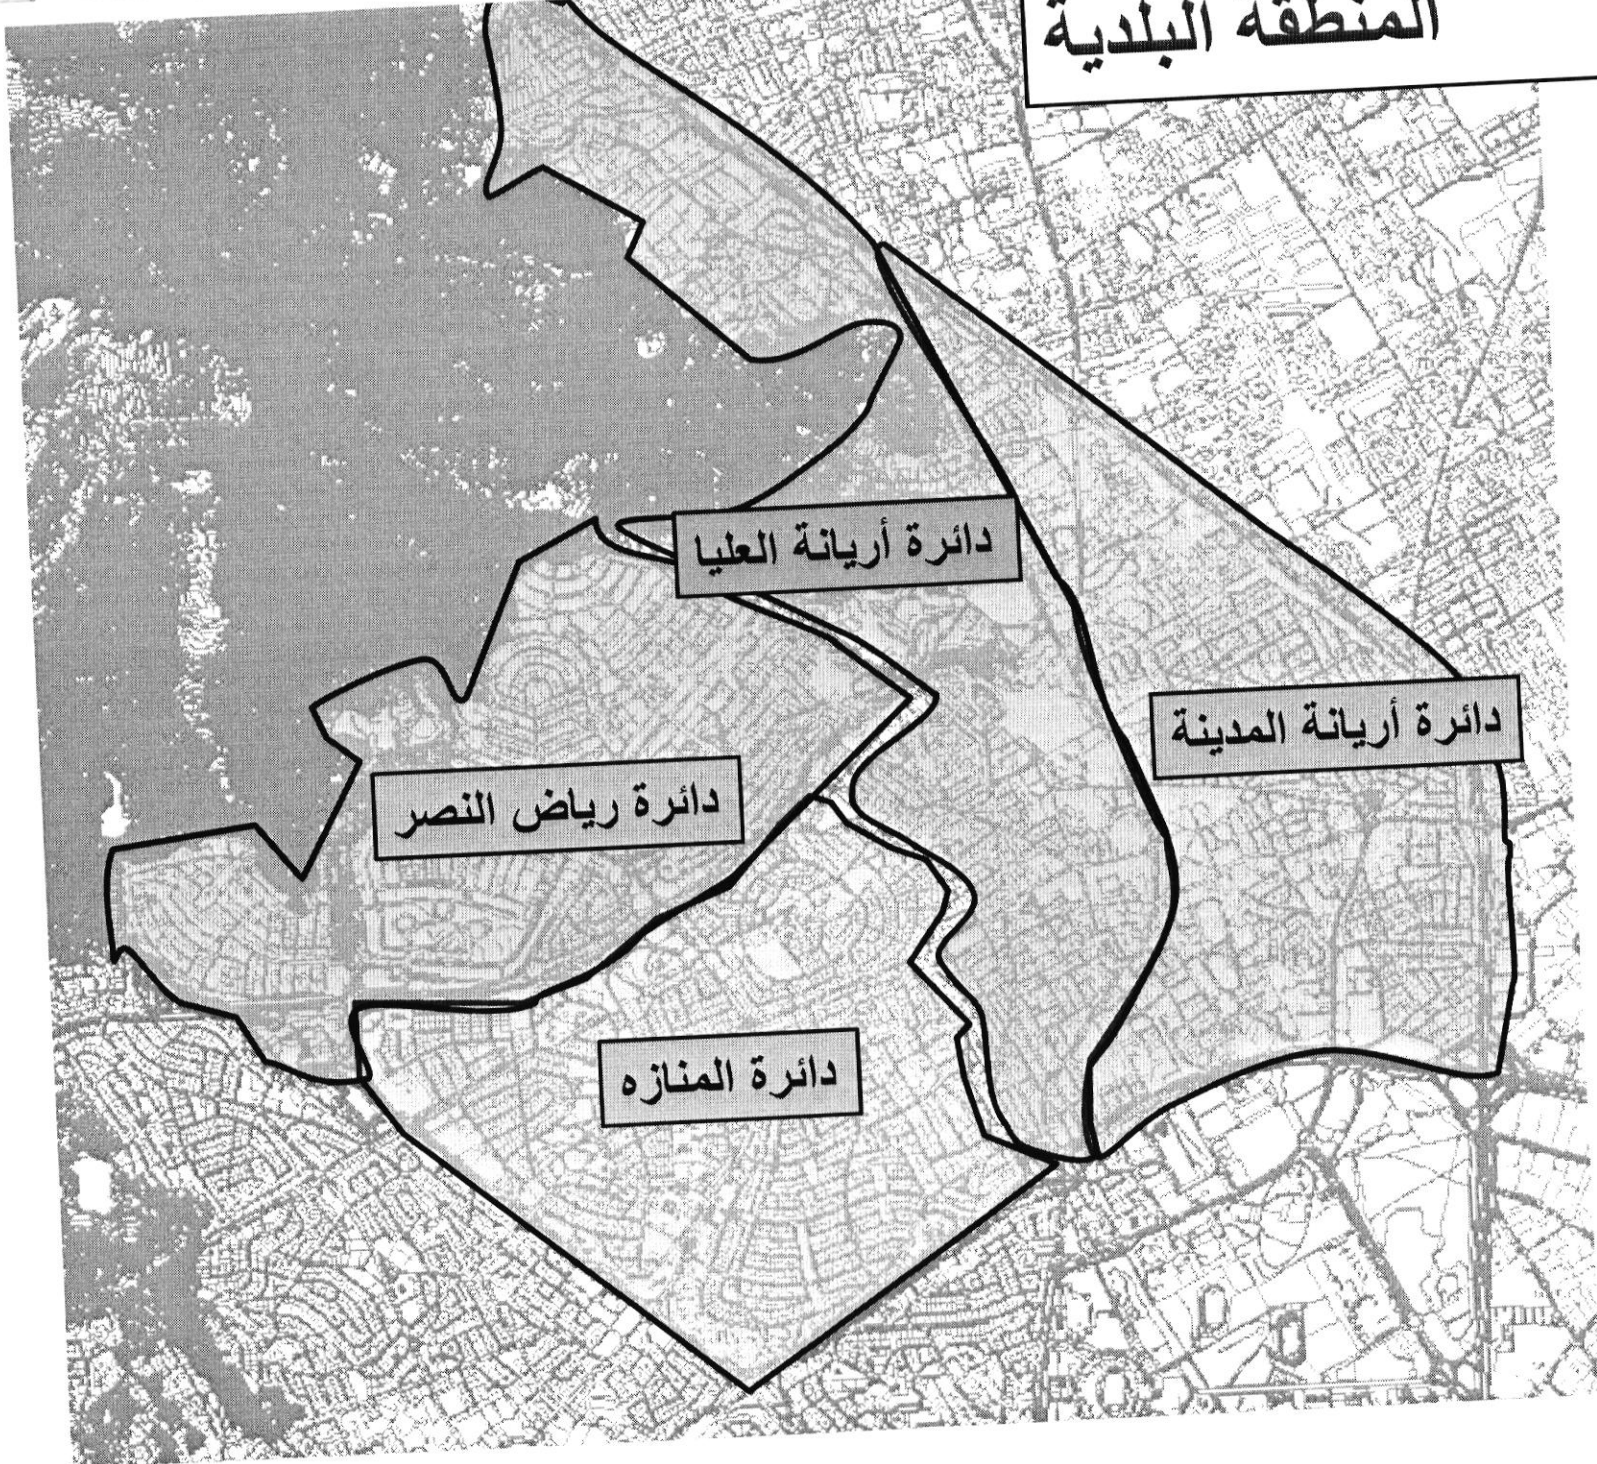 المنطقة البلدية
دائرة أريانة العليا
دائرة أريانة المدينة
دائرة رياض النصر
دائرة المنازه